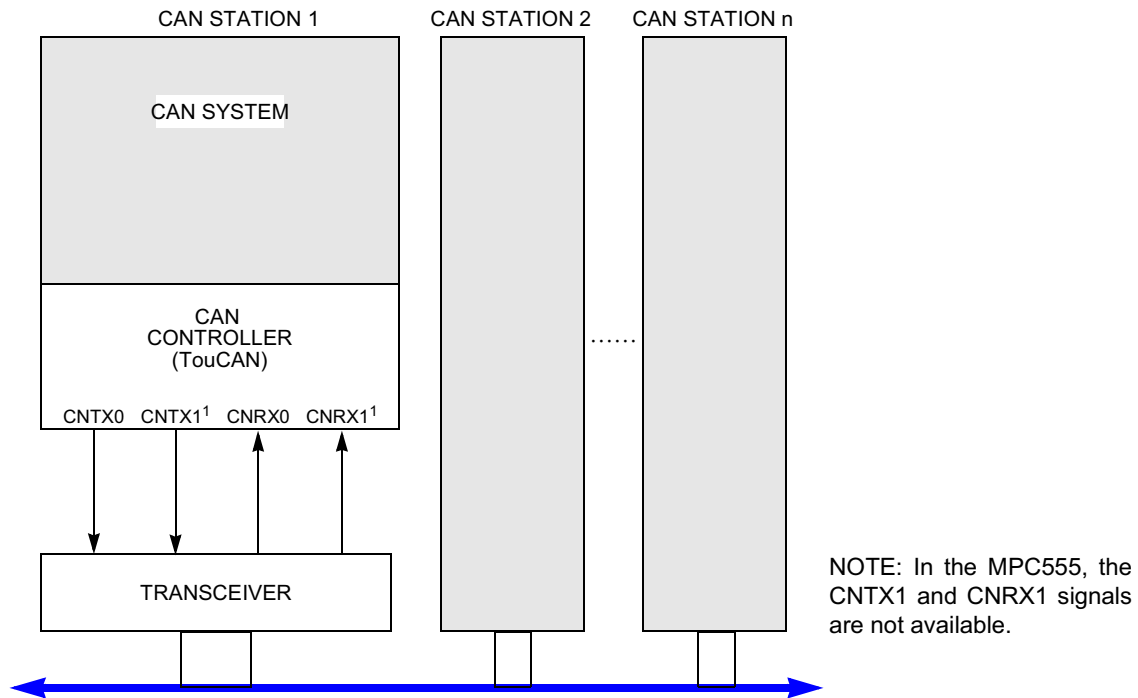 CAN STATION 1
CAN STATION 2
CAN STATION n
CAN SYSTEM
CAN
CONTROLLER
(TouCAN)
......
CNTX0 CNTX1¹ CNRX0 CNRX1¹
TRANSCEIVER
NOTE: In the MPC555, the
CNTX1 and CNRX1 signals
are not available.